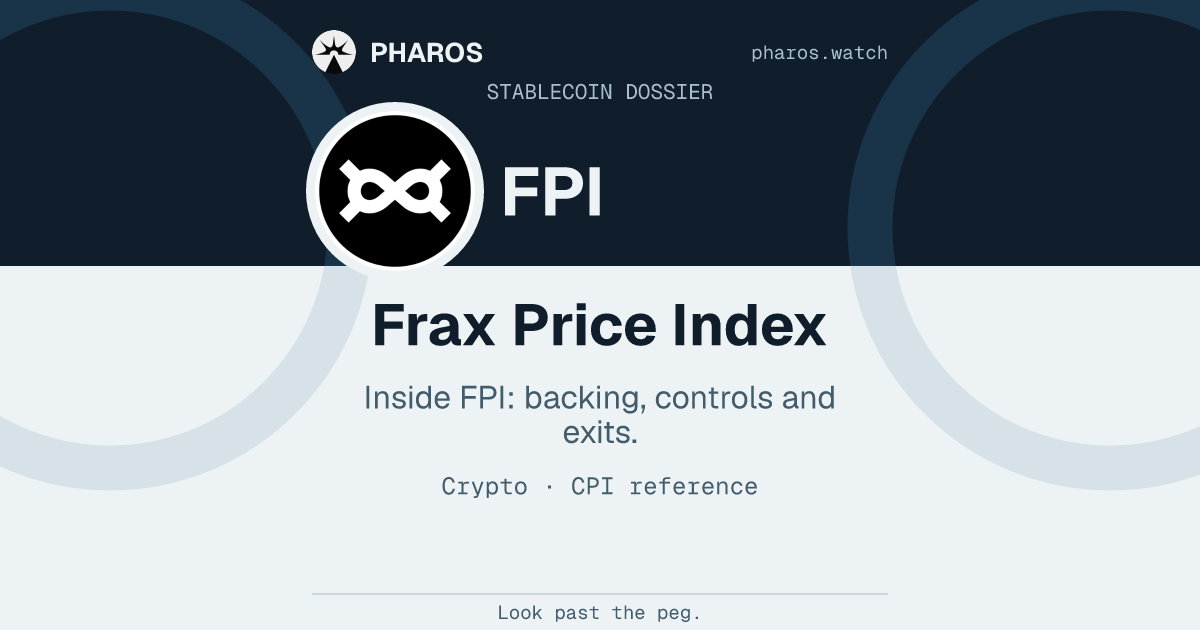 PHAROS
pharos.watch
STABLECOIN DOSSIER
FPI
Frax Price Index
Inside FPI: backing, controls and
exits.
Crypto · CPI reference
Look past the peg.